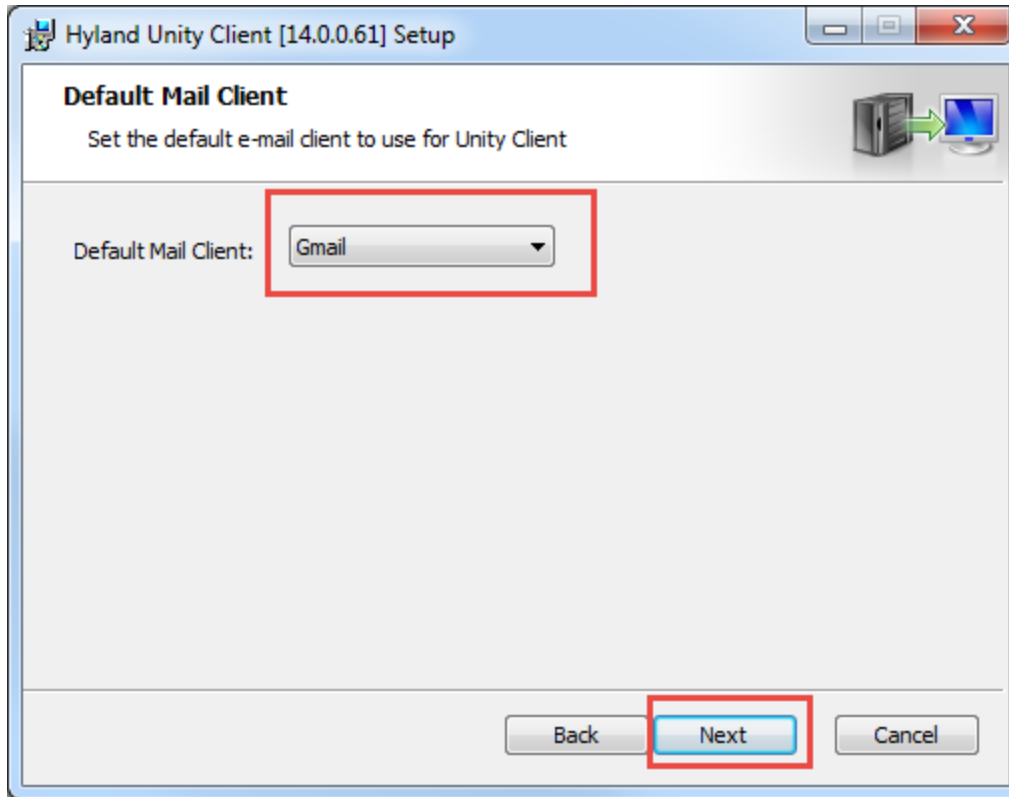 Hyland Unity Client [14.0.0.61] Setup
Default Mail Client
Set the default e-mail client to use for Unity Client
Default Mail Client: Gmail
Back Next Cancel